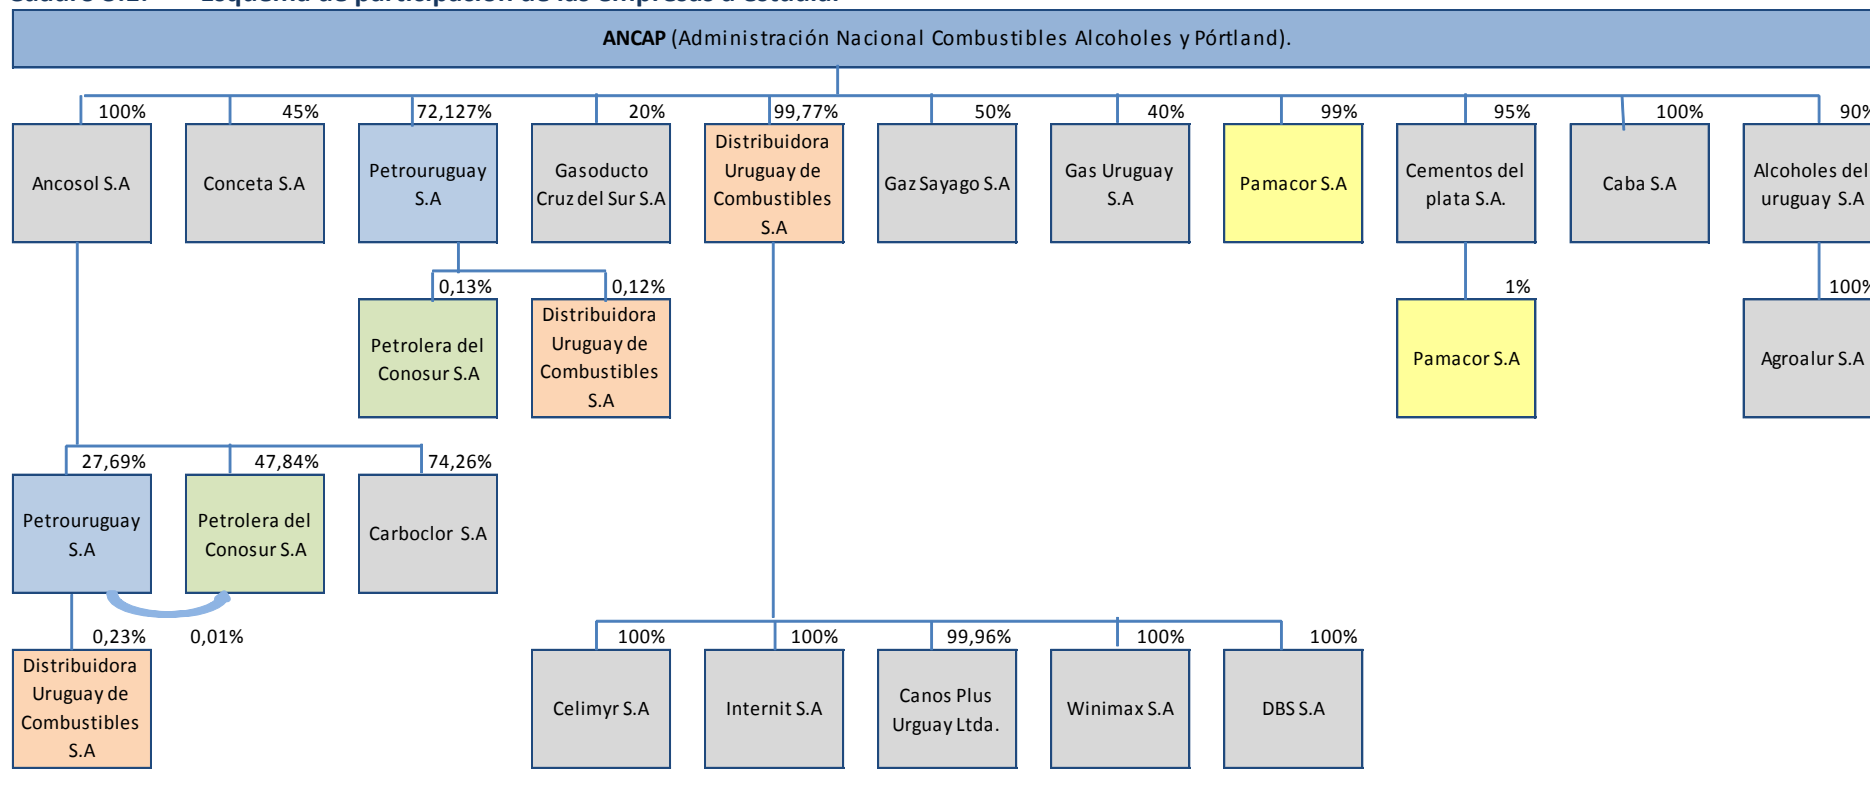 ANCAP (Administración Nacional Combustibles Alcoholes y Pórtland).
100%
45%
72,127%
20%
99,77%
50%
40%
99%
95%
100%
90%
Ancosol S.A
Conceta S.A
Petrouruguay
S.A
Gasoducto
Cruz del Sur S.A
Distribuidora
Uruguay de
Combustibles
S.A
Gaz Sayago S.A
Gas Uruguay
S.A
Pamacor S.A
Cementos del
plata S.A.
Caba S.A
Alcoholes del
uruguay S.A
0,13%
0,12%
1%
100%
Petrolera del
Conosur S.A
Distribuidora
Uruguay de
Combustibles
S.A
Pamacor S.A
Agroalur S.A
27,69%
47,84%
74,26%
Petrouruguay
S.A
Petrolera del
Conosur S.A
Carboclor S.A
0,23%
0,01%
100%
100%
99,96%
100%
100%
Distribuidora
Uruguay de
Combustibles
S.A
Celimyr S.A
Internit S.A
Canos Plus
Urguay Ltda.
Winimax S.A
DBS S.A